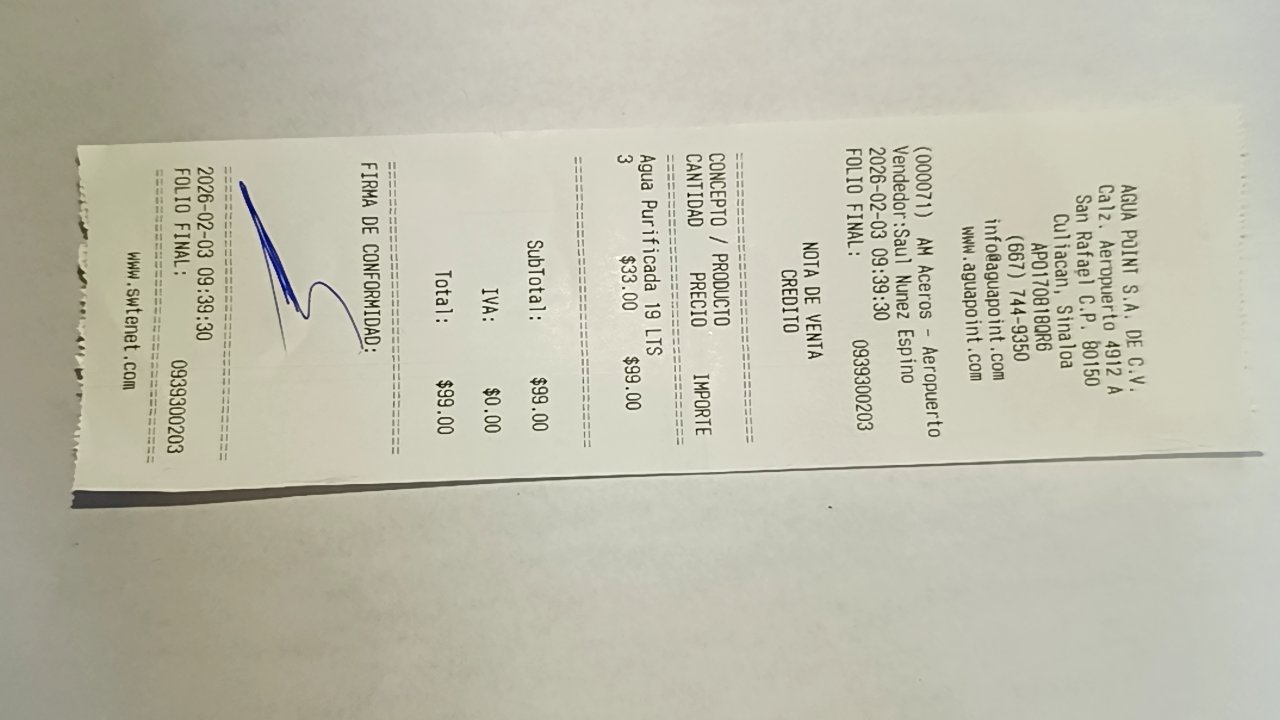 AGUA POINT S.A. DE C.V.
Calz. Aeropuerto 4912 A
San Rafael C.P. 80150
Culiacan, Sinaloa
APO170818QR6
(667) 744-9350
info@aguapoint.com
www.aguapoint.com
(000071) AM Aceros - Aeropuerto
Vendedor:Saul Nunez Espino
2026-02-03 09:39:30
FOLIO FINAL: 0939300203
NOTA DE VENTA
CREDITO
================================
CONCEPTO / PRODUCTO
CANTIDAD PRECIO IMPORTE
================================
Agua Purificada 19 LTS
3 $33.00 $99.00
================================
SubTotal: $99.00
IVA: $0.00
Total: $99.00
================================
FIRMA DE CONFORMIDAD:
================================
2026-02-03 09:39:30
FOLIO FINAL: 0939300203
================================
www.swtenet.com